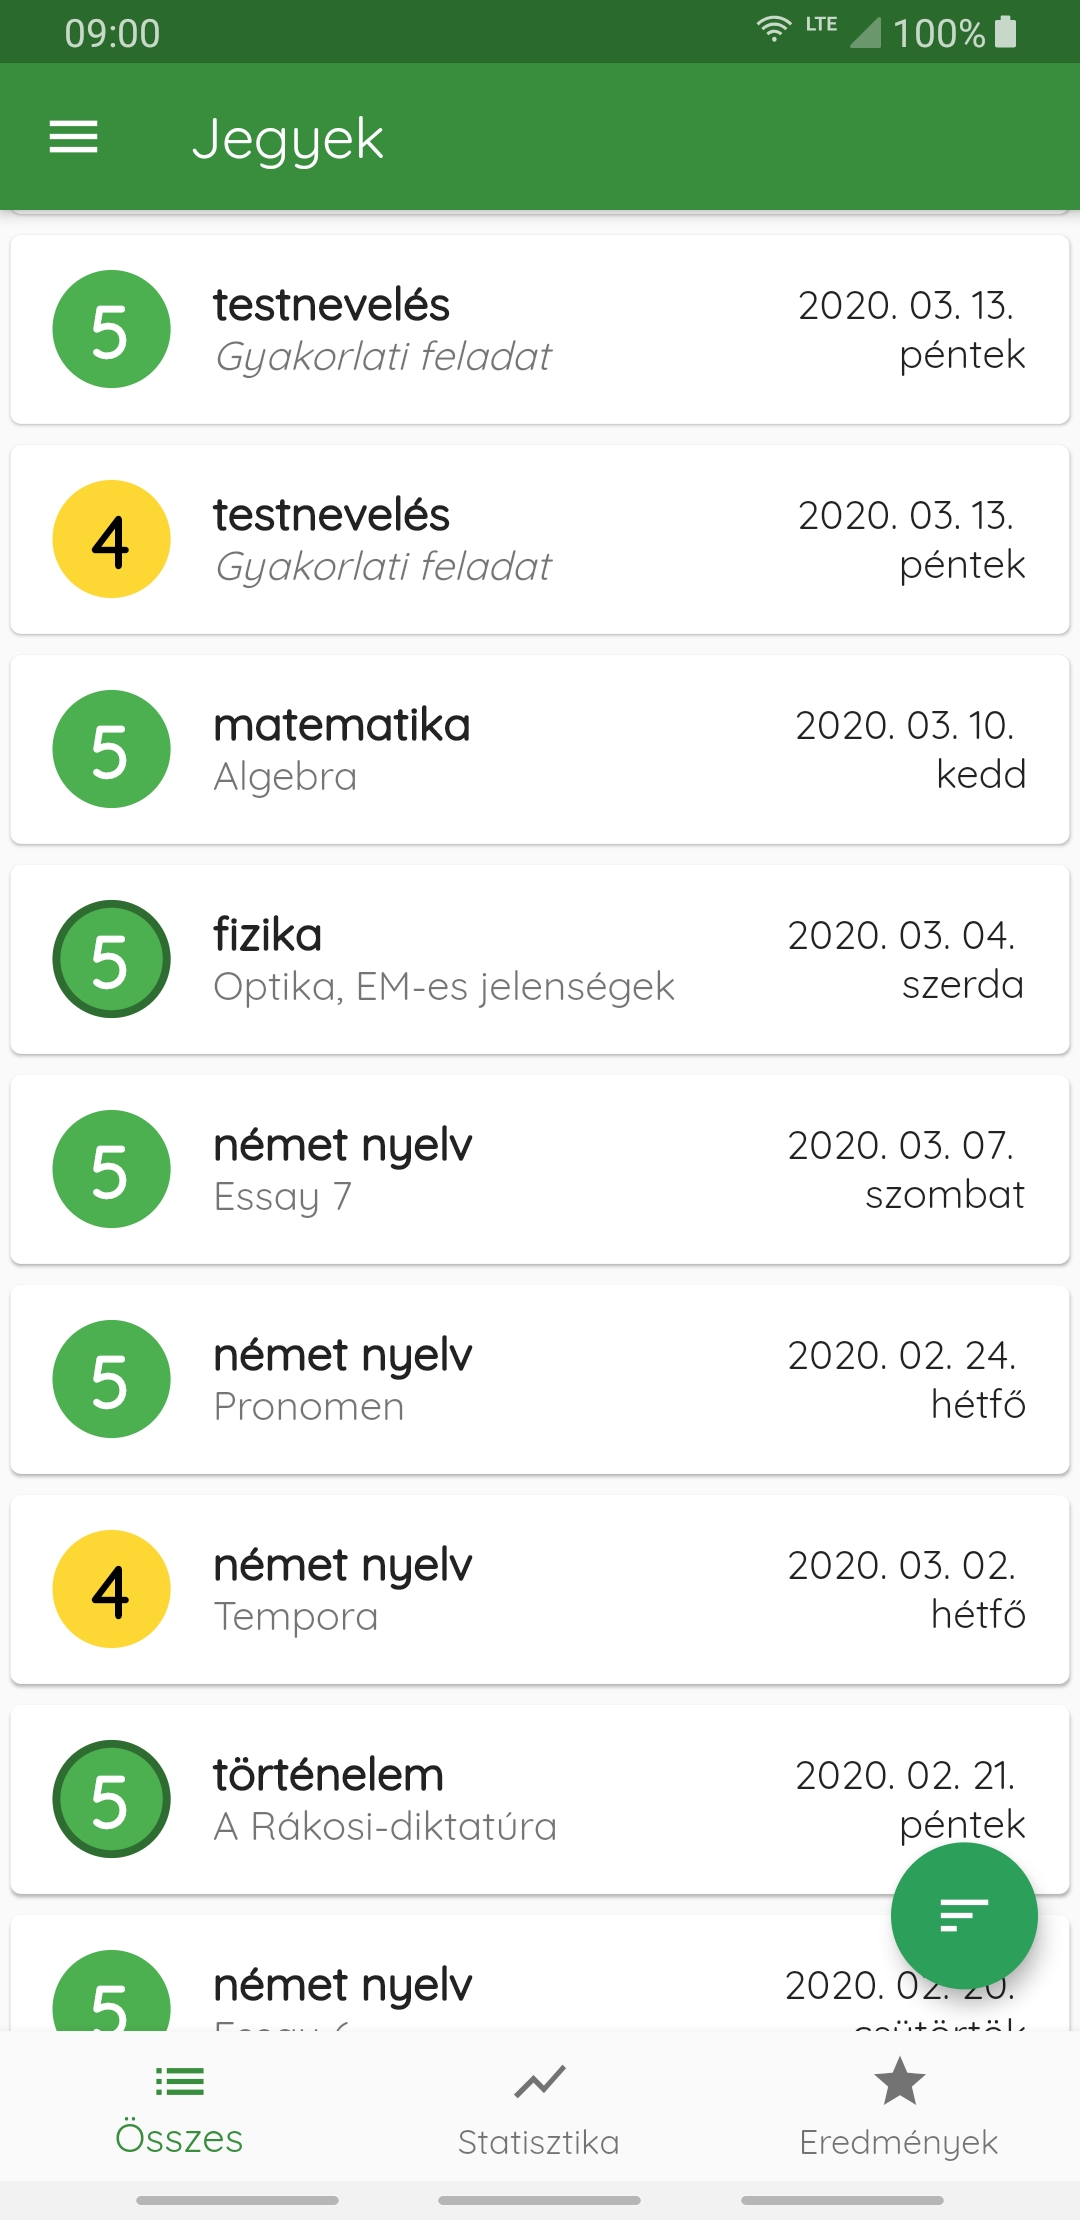 09:00 LTE 100%
Jegyek
5 testnevelés 2020. 03. 13.
Gyakorlati feladat péntek
4 testnevelés 2020. 03. 13.
Gyakorlati feladat péntek
5 matematika 2020. 03. 10.
Algebra kedd
5 fizika 2020. 03. 04.
Optika, EM-es jelenségek szerda
5 német nyelv 2020. 03. 07.
Essay 7 szombat
5 német nyelv 2020. 02. 24.
Pronomen hétfő
4 német nyelv 2020. 03. 02.
Tempora hétfő
5 történelem 2020. 02. 21.
A Rákosi-diktatúra péntek
5 német nyelv 2020. 02. 20.
Essay 6 csütörtök
Összes Statisztika Eredmények